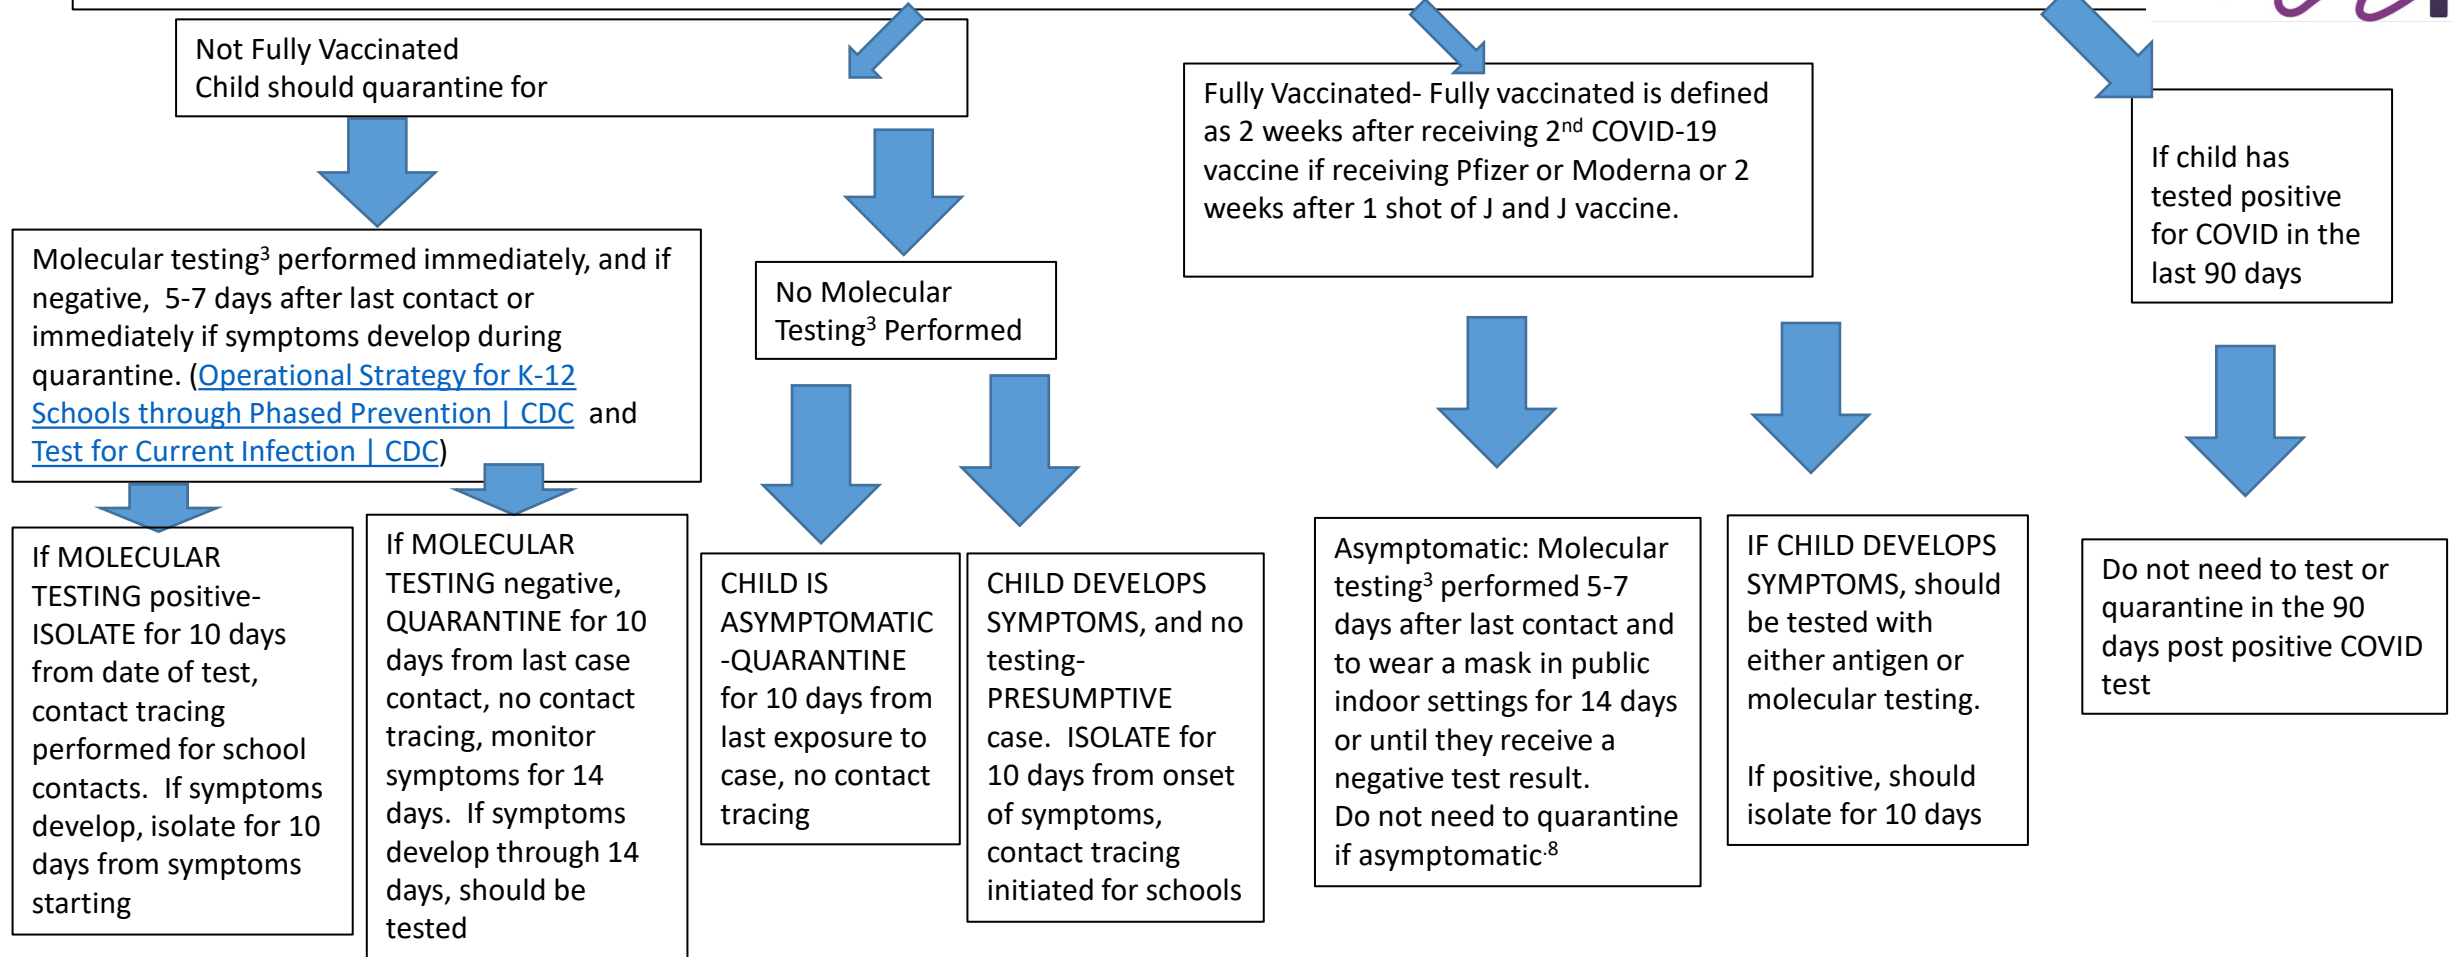 Not Fully Vaccinated
Child should quarantine for
Fully Vaccinated- Fully vaccinated is defined
as 2 weeks after receiving 2nd COVID-19
vaccine if receiving Pfizer or Moderna or 2
weeks after 1 shot of J and J vaccine.
If child has
tested positive
for COVID in the
last 90 days
Molecular testing3 performed immediately, and if
negative,  5-7 days after last contact or
immediately if symptoms develop during
quarantine. (Operational Strategy for K-12
Schools through Phased Prevention | CDC  and
Test for Current Infection | CDC)
No Molecular
Testing3 Performed
If MOLECULAR
TESTING positive-
ISOLATE for 10 days
from date of test,
contact tracing
performed for school
contacts.  If symptoms
develop, isolate for 10
days from symptoms
starting
If MOLECULAR
TESTING negative,
QUARANTINE for 10
days from last case
contact, no contact
tracing, monitor
symptoms for 14
days.  If symptoms
develop through 14
days, should be
tested
CHILD IS
ASYMPTOMATIC
-QUARANTINE
for 10 days from
last exposure to
case, no contact
tracing
CHILD DEVELOPS
SYMPTOMS, and no
testing-
PRESUMPTIVE
case.  ISOLATE for
10 days from onset
of symptoms,
contact tracing
initiated for schools
Asymptomatic: Molecular
testing3 performed 5-7
days after last contact and
to wear a mask in public
indoor settings for 14 days
or until they receive a
negative test result.
Do not need to quarantine
if asymptomatic.8
IF CHILD DEVELOPS
SYMPTOMS, should
be tested with
either antigen or
molecular testing.
If positive, should
isolate for 10 days
Do not need to test or
quarantine in the 90
days post positive COVID
test